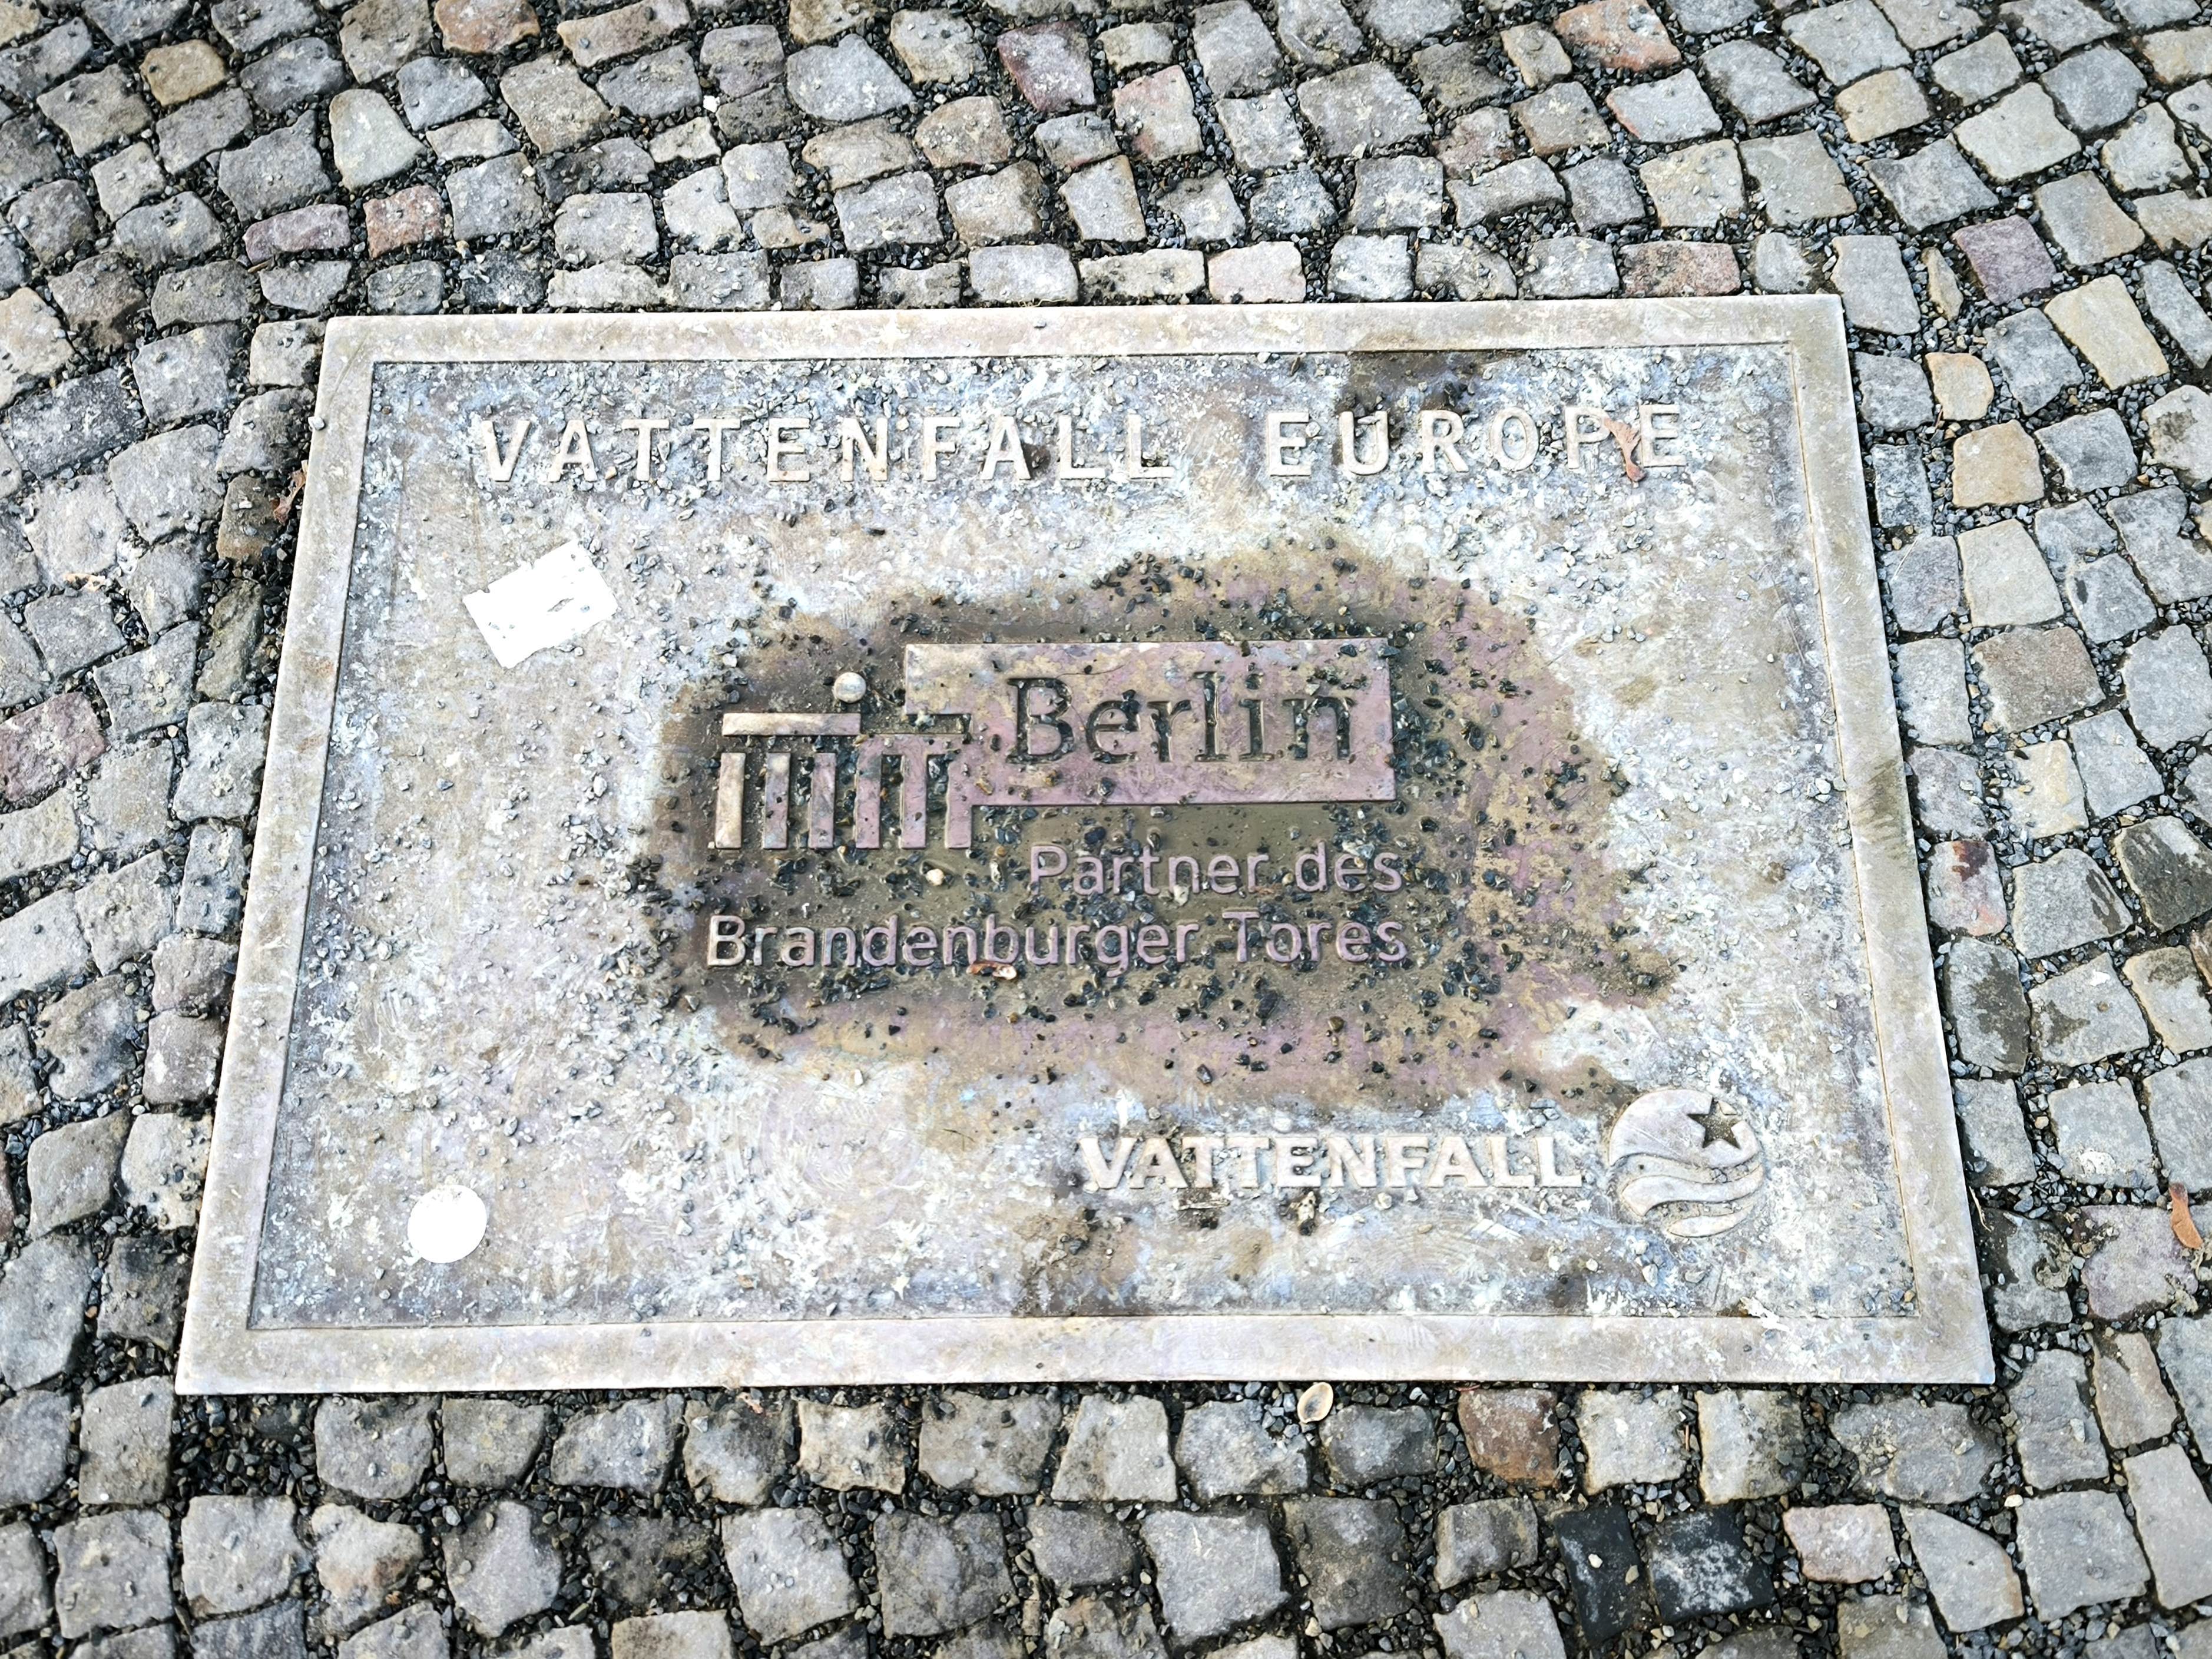 VATTENFALL EUROPE
Berlin
Partner des
Brandenburger Tores
VATTENFALL